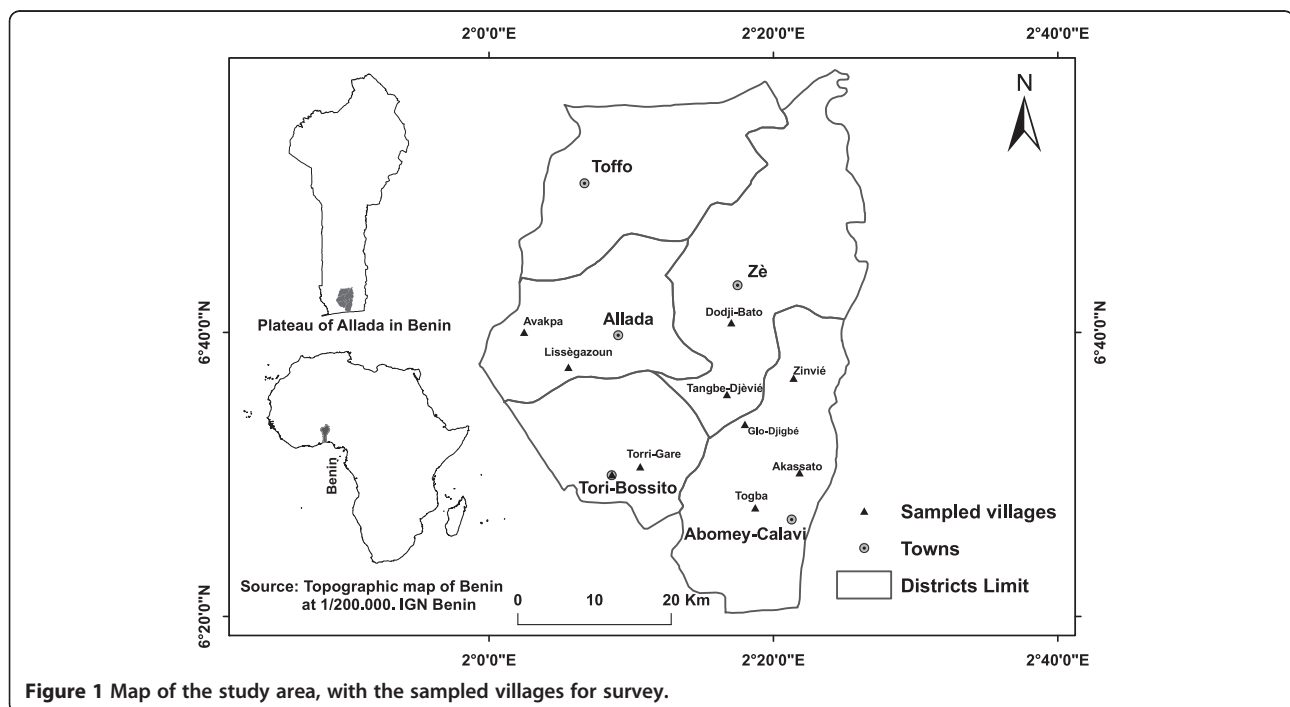 2°0'0"E
2°20'0"E
2°40'0"E
N
Toffo
Zè
Dodji-Bato
Plateau of Allada in Benin
6°40'0"N
6°40'0"N
Avakpa
Allada
Lissègazoun
Zinvié
Tangbe-Djèvié
Glo-Djigbé
Benin
Torri-Gare
Akassato
Tori-Bossito
Togba
Abomey-Calavi
Sampled villages
Towns
Districts Limit
Source: Topographic map of Benin
at 1/200.000. IGN Benin
0 10 20 Km
6°20'0"N
6°20'0"N
2°0'0"E
2°20'0"E
2°40'0"E
Figure 1 Map of the study area, with the sampled villages for survey.